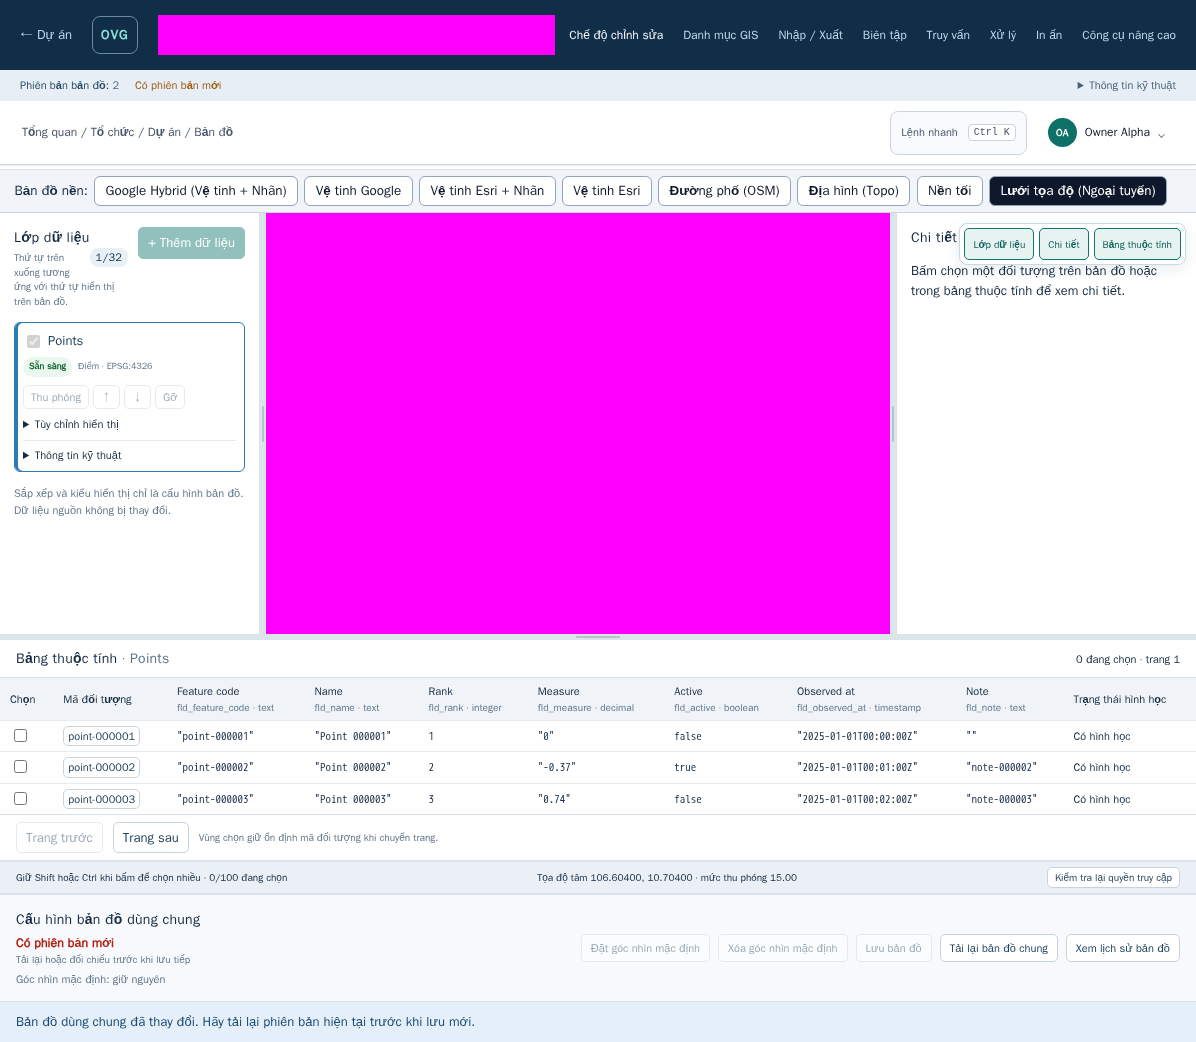 ← Dự án
OVG
Chế độ chỉnh sửa
Danh mục GIS
Nhập / Xuất
Biên tập
Truy vấn
Xử lý
In ấn
Công cụ nâng cao
Phiên bản bản đồ: 2
Có phiên bản mới
▶ Thông tin kỹ thuật
Tổng quan / Tổ chức / Dự án / Bản đồ
Lệnh nhanh Ctrl K
OA
Owner Alpha
Bản đồ nền:
Google Hybrid (Vệ tinh + Nhãn)
Vệ tinh Google
Vệ tinh Esri + Nhãn
Vệ tinh Esri
Đường phố (OSM)
Địa hình (Topo)
Nền tối
Lưới tọa độ (Ngoại tuyến)
Lớp dữ liệu
Thứ tự trên
xuống tương
ứng với thứ tự hiển thị
trên bản đồ.
1/32
+ Thêm dữ liệu
Points
Sẵn sàng
Điểm · EPSG:4326
Thu phóng
↑
↓
Gỡ
▶ Tùy chỉnh hiển thị
▶ Thông tin kỹ thuật
Sắp xếp và kiểu hiển thị chỉ là cấu hình bản đồ.
Dữ liệu nguồn không bị thay đổi.
Chi tiết
Lớp dữ liệu
Chi tiết
Bảng thuộc tính
Bấm chọn một đối tượng trên bản đồ hoặc
trong bảng thuộc tính để xem chi tiết.
Bảng thuộc tính · Points
0 đang chọn · trang 1
Chọn
Mã đối tượng
Feature code
fld_feature_code · text
Name
fld_name · text
Rank
fld_rank · integer
Measure
fld_measure · decimal
Active
fld_active · boolean
Observed at
fld_observed_at · timestamp
Note
fld_note · text
Trạng thái hình học
point-000001 "point-000001" "Point 000001" 1 "0" false "2025-01-01T00:00:00Z" "" Có hình học
point-000002 "point-000002" "Point 000002" 2 "-0.37" true "2025-01-01T00:01:00Z" "note-000002" Có hình học
point-000003 "point-000003" "Point 000003" 3 "0.74" false "2025-01-01T00:02:00Z" "note-000003" Có hình học
Trang trước
Trang sau
Vùng chọn giữ ổn định mã đối tượng khi chuyển trang.
Giữ Shift hoặc Ctrl khi bấm để chọn nhiều · 0/100 đang chọn
Tọa độ tâm 106.60400, 10.70400 · mức thu phóng 15.00
Kiểm tra lại quyền truy cập
Cấu hình bản đồ dùng chung
Có phiên bản mới
Tải lại hoặc đối chiếu trước khi lưu tiếp
Góc nhìn mặc định: giữ nguyên
Đặt góc nhìn mặc định
Xóa góc nhìn mặc định
Lưu bản đồ
Tải lại bản đồ chung
Xem lịch sử bản đồ
Bản đồ dùng chung đã thay đổi. Hãy tải lại phiên bản hiện tại trước khi lưu mới.